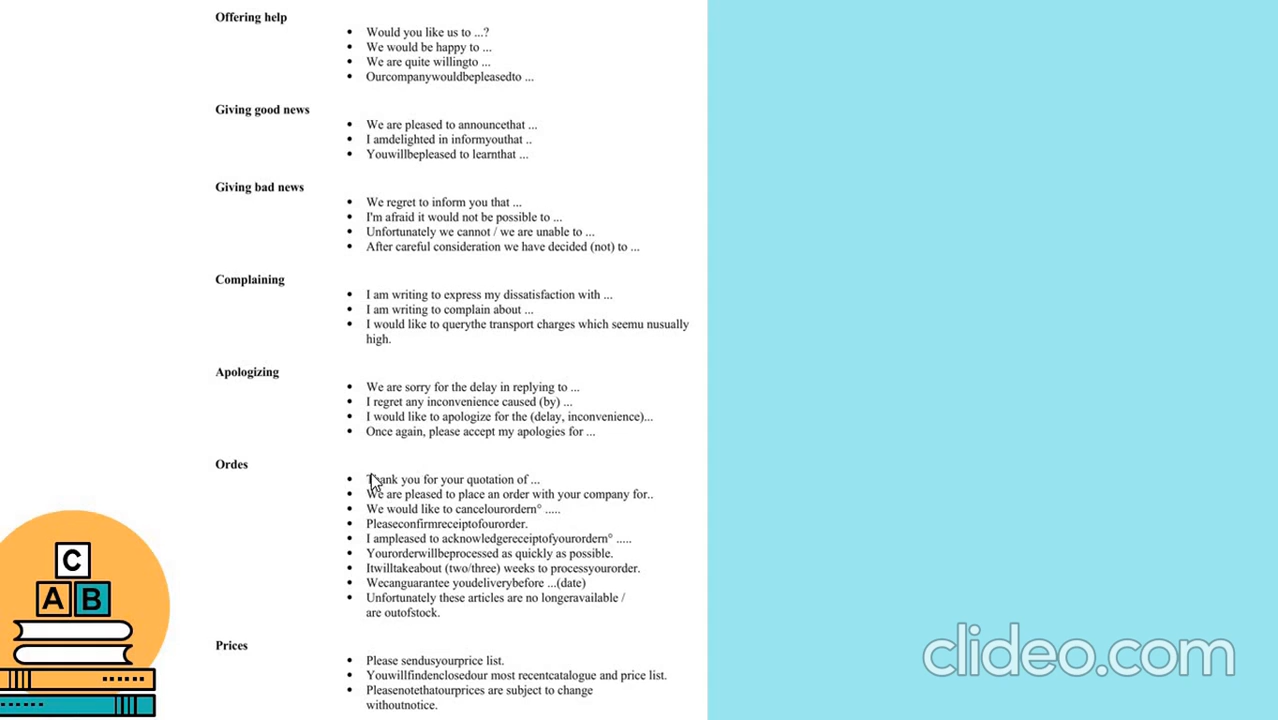 Offering help
Would you like us to ...?
We would be happy to ...
We are quite willingto ...
Ourcompanywouldbepleasedto ...
Giving good news
We are pleased to announcethat ...
I amdelighted in informyouthat ..
Youwillbepleased to learnthat ...
Giving bad news
We regret to inform you that ...
I'm afraid it would not be possible to ...
Unfortunately we cannot / we are unable to ...
After careful consideration we have decided (not) to ...
Complaining
I am writing to express my dissatisfaction with ...
I am writing to complain about ...
I would like to querythe transport charges which seemu nusually
high.
Apologizing
We are sorry for the delay in replying to ...
I regret any inconvenience caused (by) ...
I would like to apologize for the (delay, inconvenience)...
Once again, please accept my apologies for ...
Ordes
Thank you for your quotation of ...
We are pleased to place an order with your company for..
We would like to cancelourordern° .....
Pleaseconfirmreceiptofourorder.
I ampleased to acknowledgereceiptofyourordern° .....
Yourorderwillbeprocessed as quickly as possible.
Itwilltakeabout (two/three) weeks to processyourorder.
Wecanguarantee youdeliverybefore ...(date)
Unfortunately these articles are no longeravailable /
are outofstock.
Prices
Please sendusyourprice list.
Youwillfindenclosedour most recentcatalogue and price list.
Pleasenotethatourprices are subject to change
withoutnotice.
C
A B
clideo.com